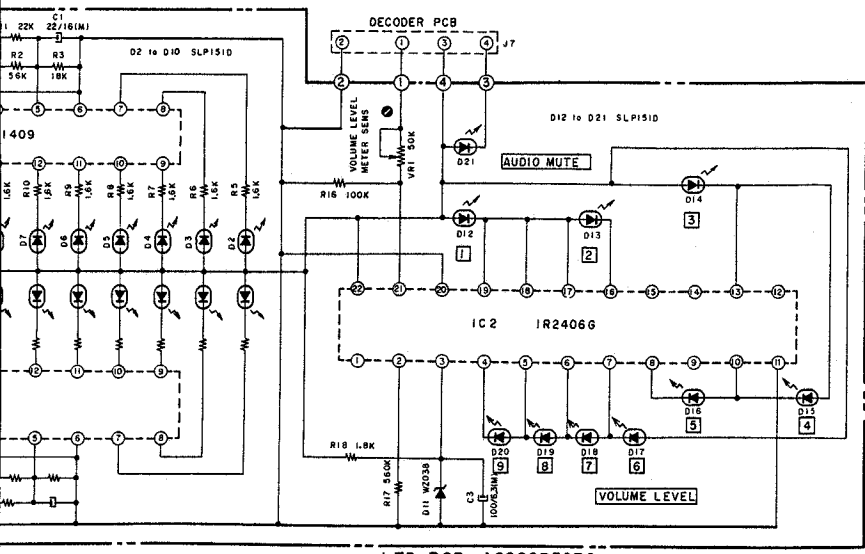 DECODER PCB
2 1 3 4 J7
2 1 4 3
22K
C1
22/16(M)
R2
56K
R3
18K
D2 to D10 SLP151D
5 6 7 8
1409
12 11 10 9
VOLUME LEVEL
METER SENS
VR1 50K
D21
AUDIO MUTE
D12 to D21 SLP151D
R10 1.6K
R9 1.6K
R8 1.6K
R7 1.6K
R6 1.6K
R5 1.6K
R16 100K
D14
3
D7 D6 D5 D4 D3 D2
D12
1
D13
2
22 21 20 19 18 17 16 15 14 13 12
IC2 IR2406G
1 2 3 4 5 6 7 8 9 10 11
12 11 10 9
D16
5
D15
4
5 6 7 8
R18 1.8K
D20
9
D19
8
D18
7
D17
6
R17 560K
D11 WZ038
C3
100/6.3(M)
VOLUME LEVEL